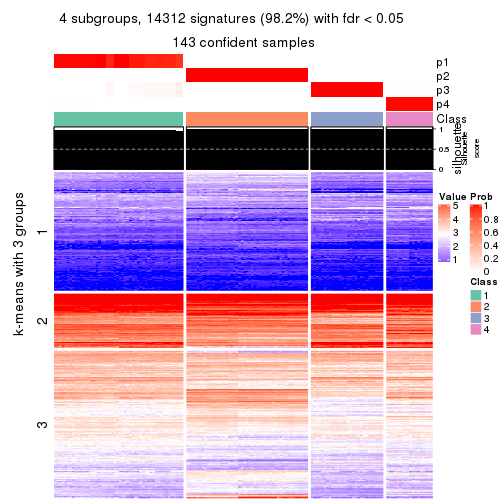 4 subgroups, 14312 signatures (98.2%) with fdr < 0.05
143 confident samples
p1
p2
p3
p4
Class
silhouette
Silhouette
score
1
0.5
0
k-means with 3 groups
1
2
3
Value
5
4
3
2
1
Prob
1
0.8
0.6
0.4
0.2
0
Class
1
2
3
4